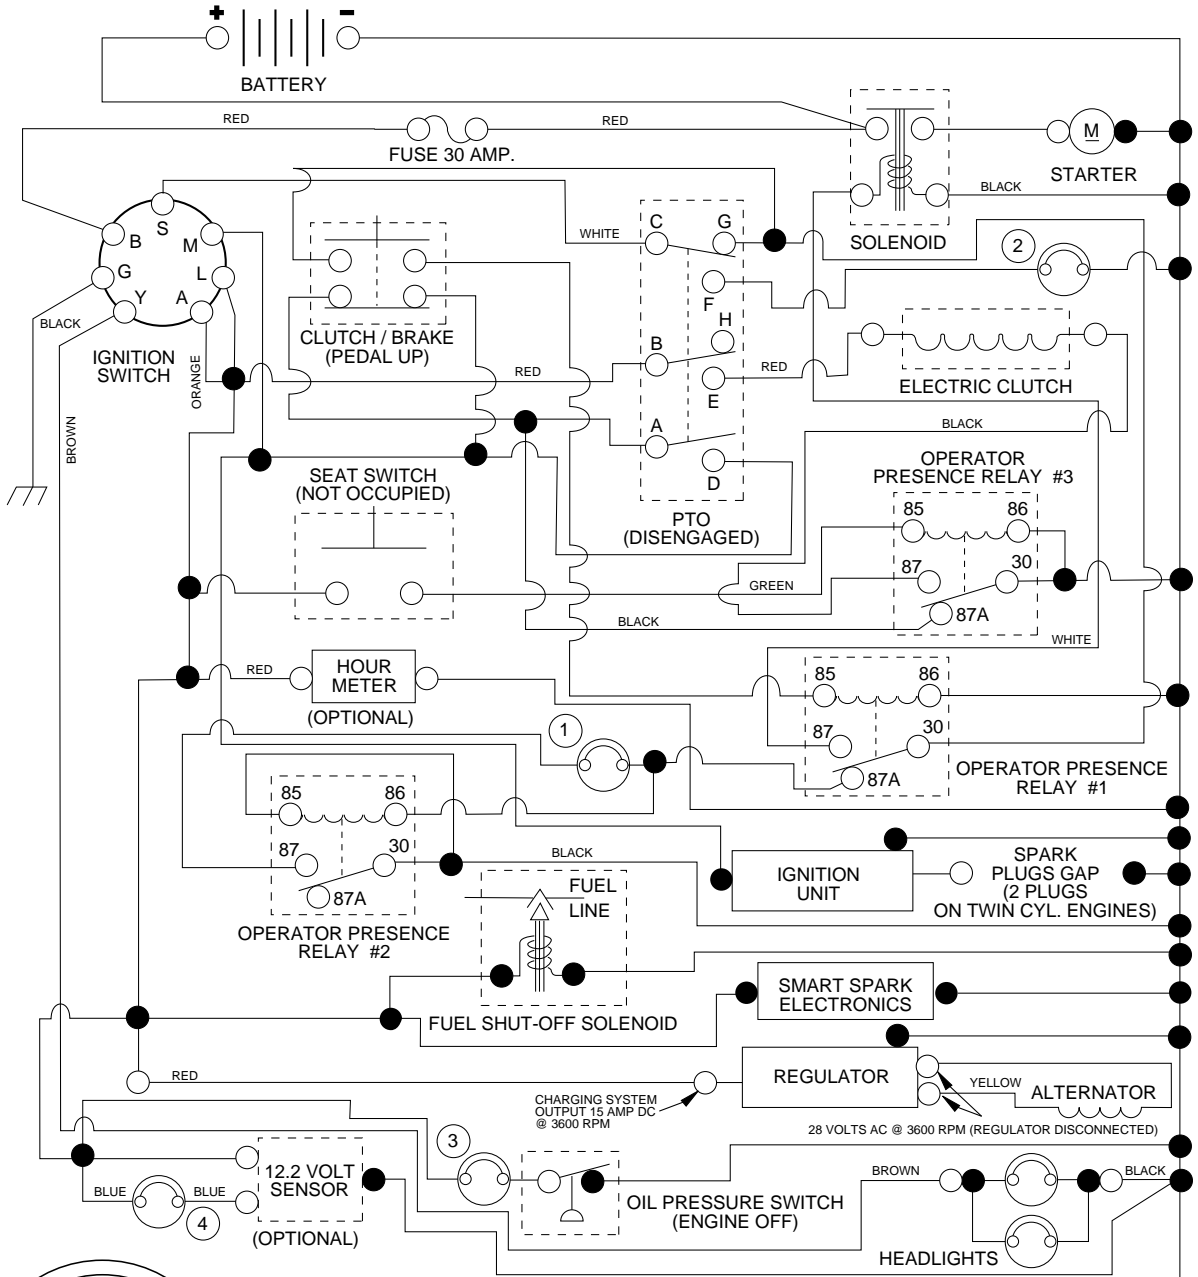 + -
BATTERY
RED
RED
FUSE 30 AMP.
M
STARTER
BLACK
SOLENOID
2
S
B
M
G
L
Y
A
BLACK
IGNITION
SWITCH
ORANGE
BROWN
CLUTCH / BRAKE
(PEDAL UP)
WHITE
C
G
F
H
B
RED
E
RED
A
D
PTO
(DISENGAGED)
ELECTRIC CLUTCH
BLACK
SEAT SWITCH
(NOT OCCUPIED)
OPERATOR
PRESENCE RELAY #3
85
86
87
30
87A
GREEN
BLACK
WHITE
RED
HOUR
METER
(OPTIONAL)
1
85
86
87
30
87A
OPERATOR PRESENCE
RELAY #1
85
86
87
30
87A
OPERATOR PRESENCE
RELAY #2
BLACK
FUEL
LINE
FUEL SHUT-OFF SOLENOID
IGNITION
UNIT
SPARK
PLUGS GAP
(2 PLUGS
ON TWIN CYL. ENGINES)
SMART SPARK
ELECTRONICS
RED
CHARGING SYSTEM
OUTPUT 15 AMP DC
@ 3600 RPM
REGULATOR
YELLOW
ALTERNATOR
28 VOLTS AC @ 3600 RPM (REGULATOR DISCONNECTED)
3
12.2 VOLT
SENSOR
(OPTIONAL)
BLUE
BLUE
4
OIL PRESSURE SWITCH
(ENGINE OFF)
BROWN
BLACK
HEADLIGHTS